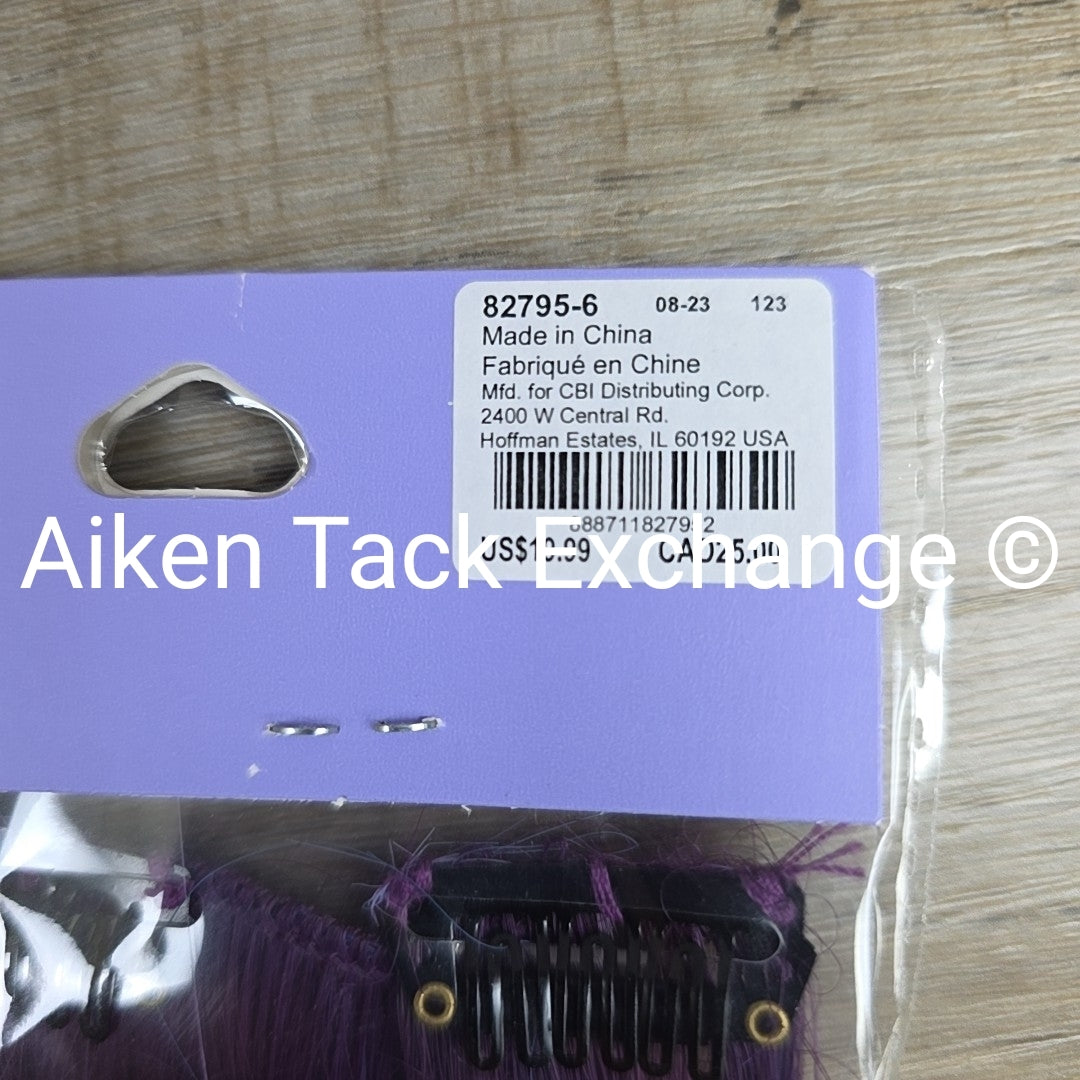 82795-6 08-23 123
Made in China
Fabriqué en Chine
Mfd. for CBI Distributing Corp.
2400 W Central Rd.
Hoffman Estates, IL 60192 USA
Aiken Tack Exchange ©